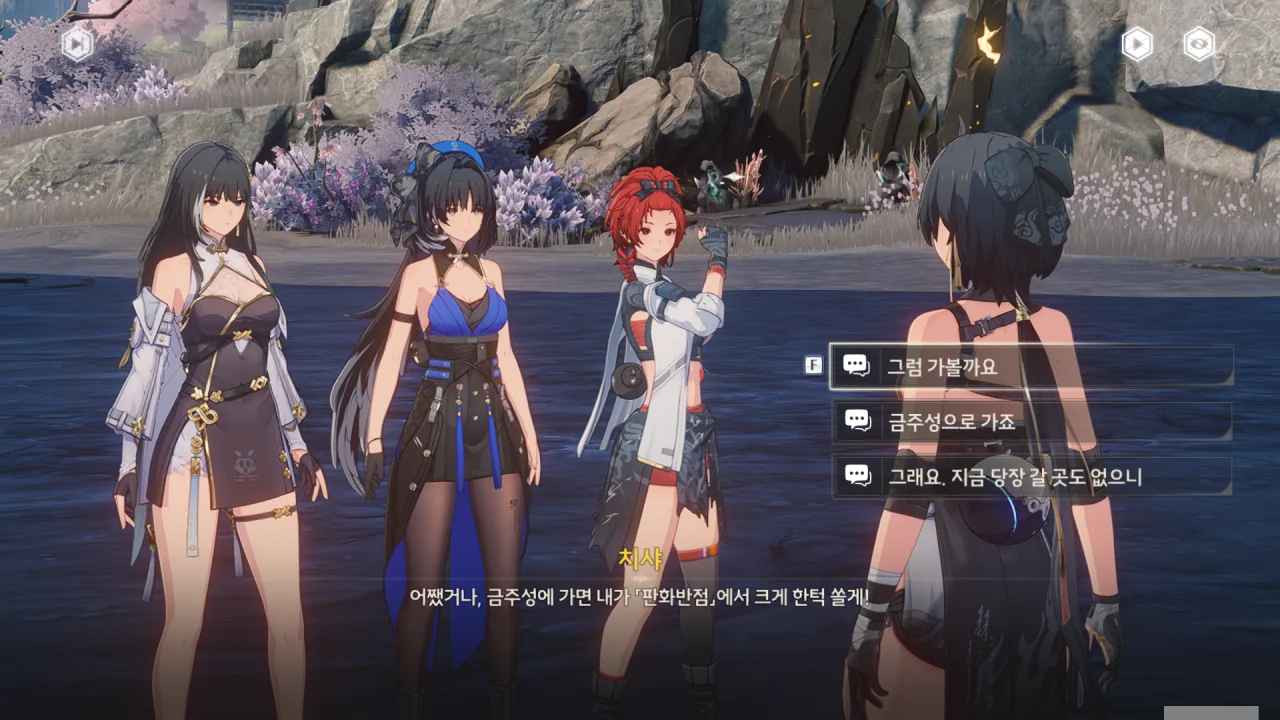 F
그럼 가볼까요
금주성으로 가죠
그래요. 지금 당장 갈 곳도 없으니
치샤
어쨌거나, 금주성에 가면 내가 「판화반점」에서 크게 한턱 쏠게!